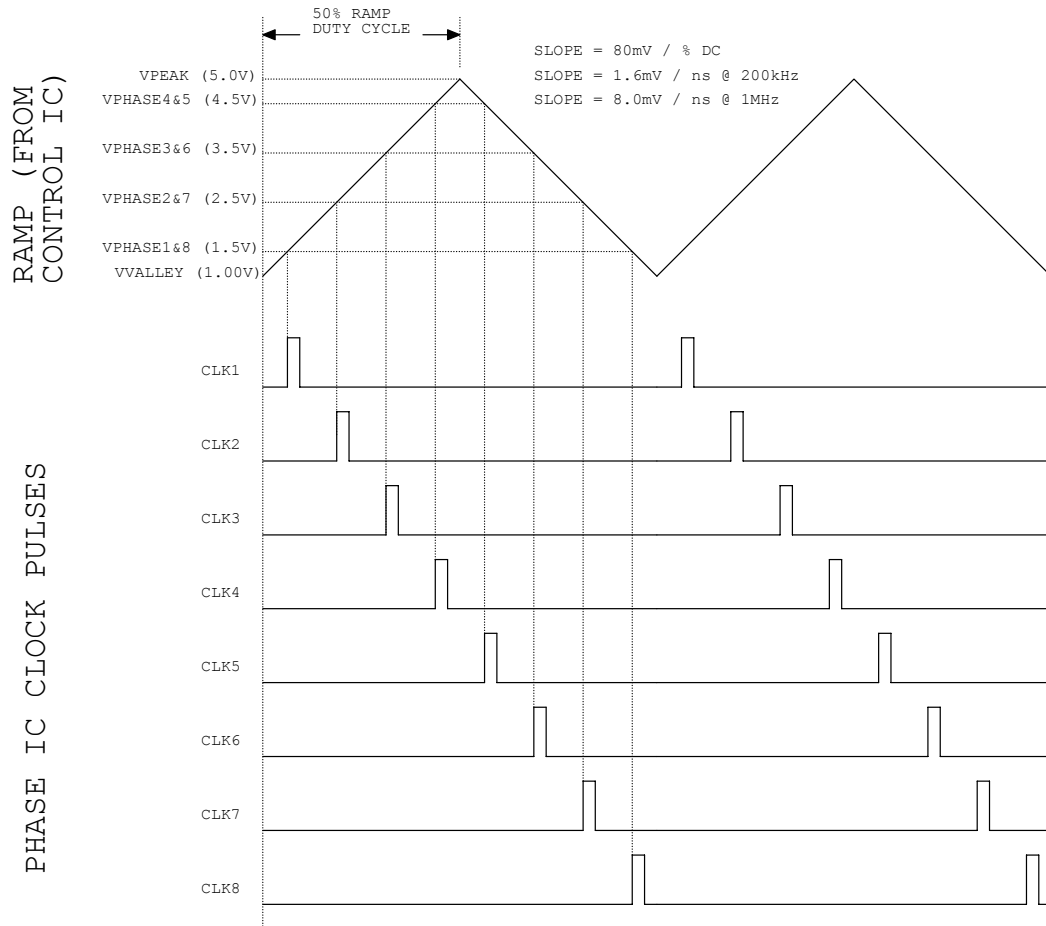 50% RAMP
DUTY CYCLE
SLOPE = 80mV / % DC
SLOPE = 1.6mV / ns @ 200kHz
SLOPE = 8.0mV / ns @ 1MHz
RAMP (FROM
CONTROL IC)
VPEAK (5.0V)
VPHASE4&5 (4.5V)
VPHASE3&6 (3.5V)
VPHASE2&7 (2.5V)
VPHASE1&8 (1.5V)
VVALLEY (1.00V)
PHASE IC CLOCK PULSES
CLK1
CLK2
CLK3
CLK4
CLK5
CLK6
CLK7
CLK8